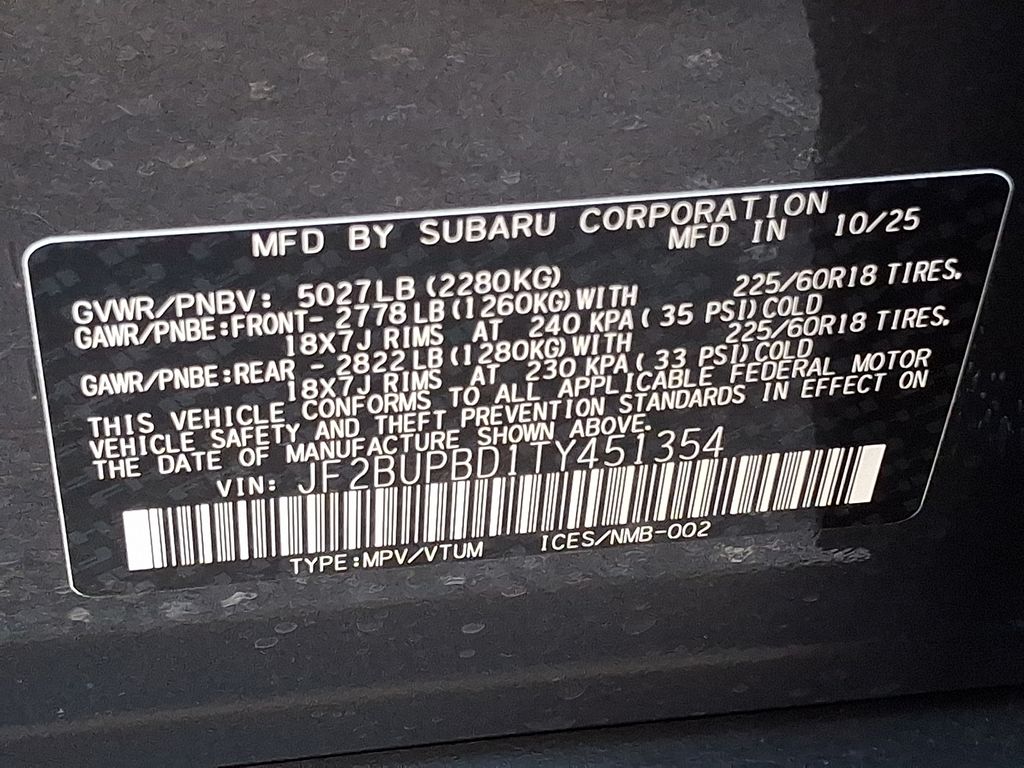 MFD BY SUBARU CORPORATION
MFD IN 10/25
GVWR/PNBV: 5027LB (2280KG)
GAWR/PNBE:FRONT- 2778 LB (1260KG) WITH 225/60R18 TIRES.
18X7J RIMS AT 240 KPA ( 35 PSI) COLD
GAWR/PNBE:REAR - 2822 LB (1280KG) WITH 225/60R18 TIRES.
18X7J RIMS AT 230 KPA ( 33 PSI) COLD
THIS VEHICLE CONFORMS TO ALL APPLICABLE FEDERAL MOTOR
VEHICLE SAFETY AND THEFT PREVENTION STANDARDS IN EFFECT ON
THE DATE OF MANUFACTURE SHOWN ABOVE.
VIN: JF2BUPBD1TY451354
TYPE:MPV/VTUM ICES/NMB-002